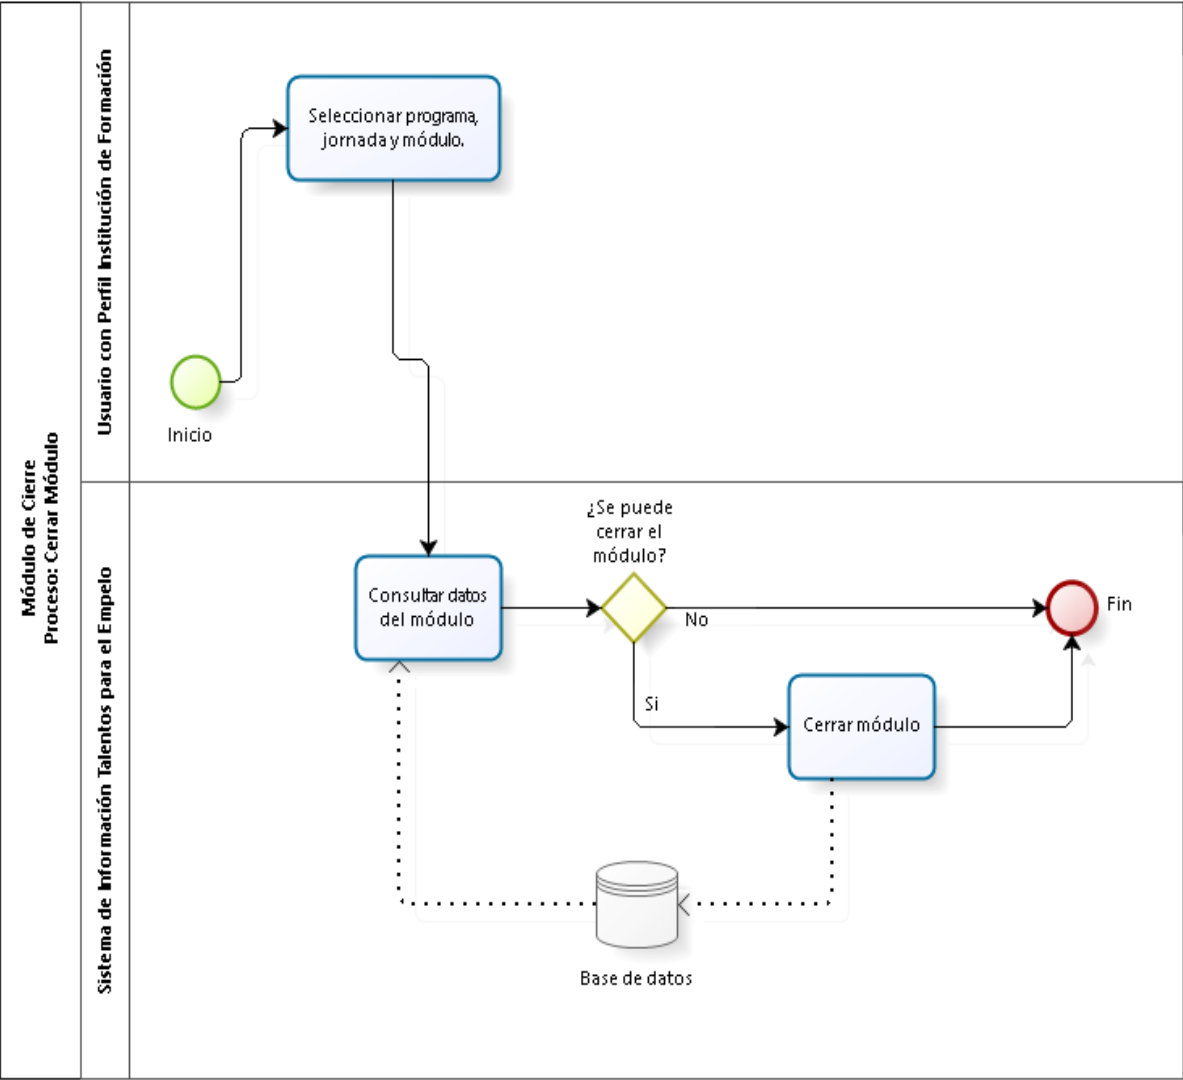 Módulo de Cierre
Proceso: Cerrar Módulo
Usuario con Perfil Institución de Formación
Seleccionar programa,
jornada y módulo.
Inicio
Sistema de Información Talentos para el Empelo
¿Se puede
cerrar el
módulo?
Consultar datos
del módulo
No
Fin
Si
Cerrar módulo
Base de datos